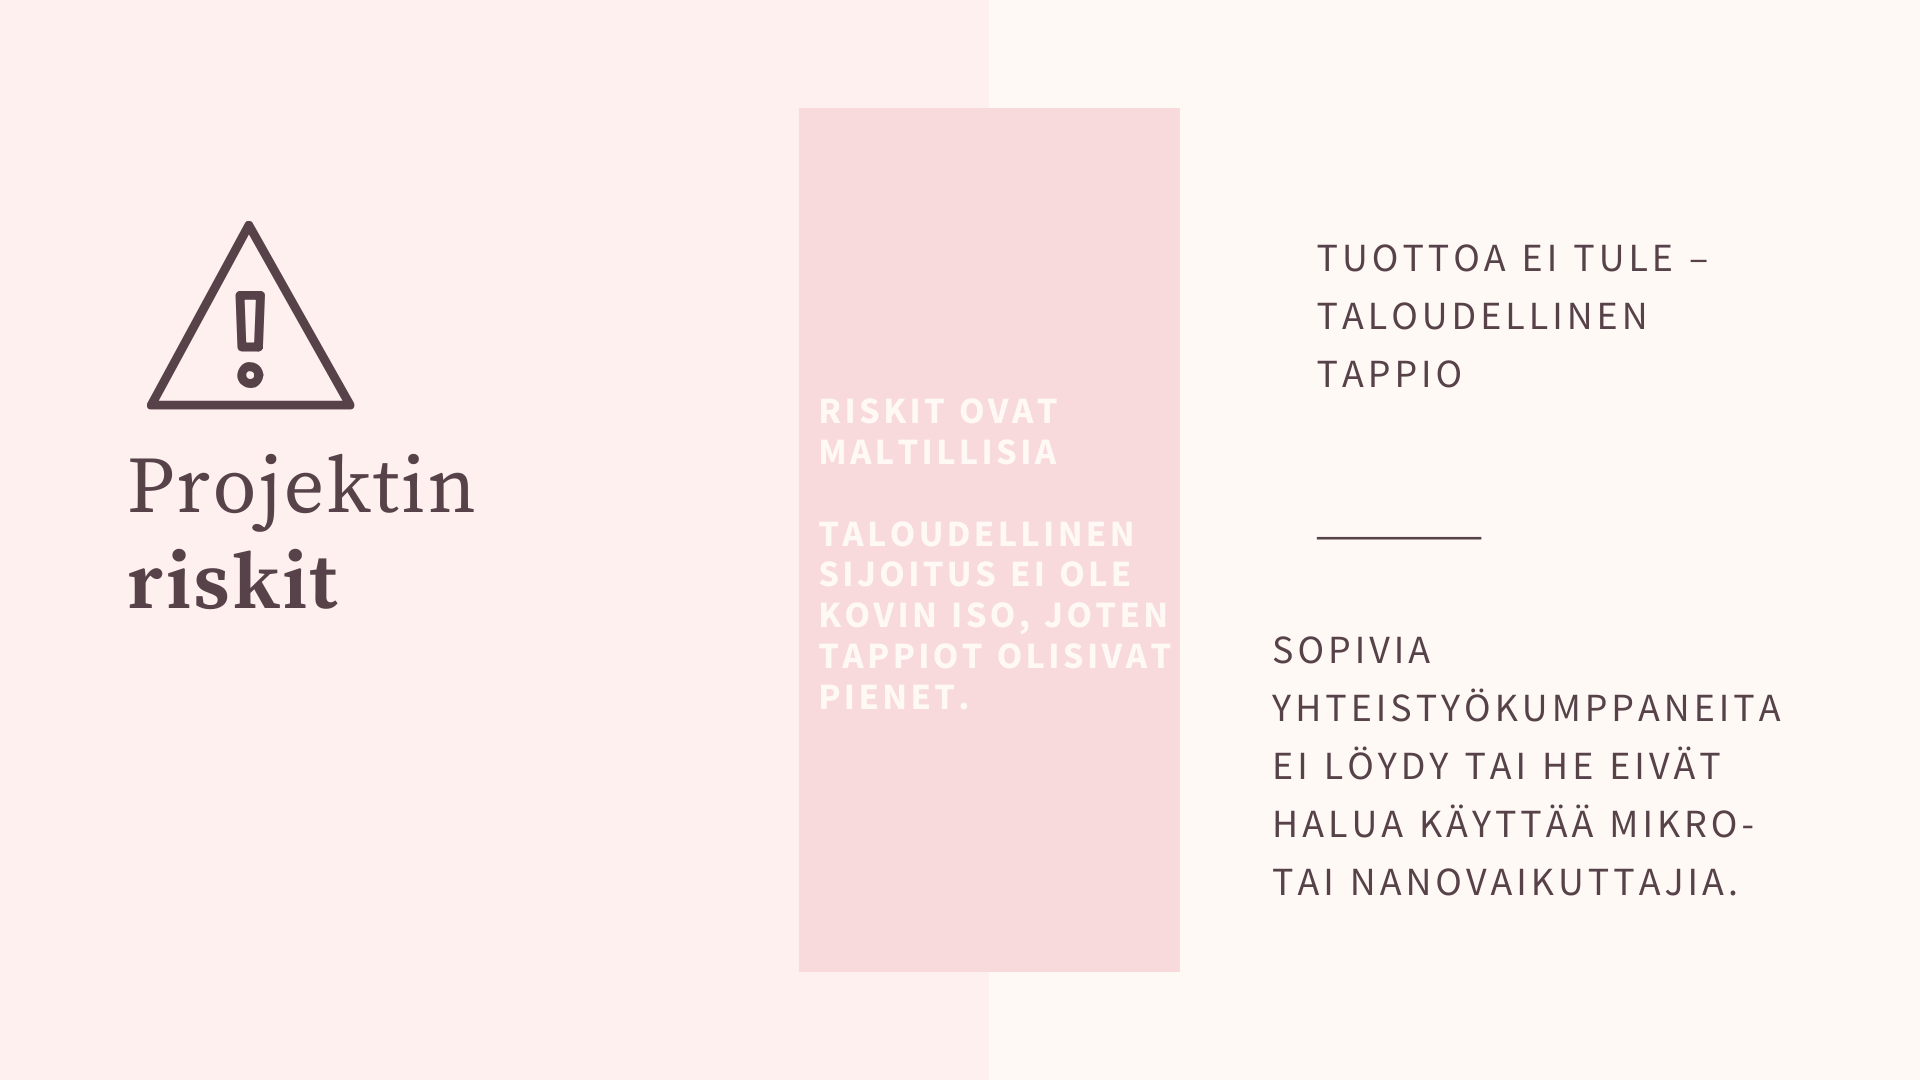 Projektin
riskit
RISKIT OVAT
MALTILLISIA
TALOUDELLINEN
SIJOITUS EI OLE
KOVIN ISO, JOTEN
TAPPIOT OLISIVAT
PIENET.
TUOTTOA EI TULE –
TALOUDELLINEN
TAPPIO
SOPIVIA
YHTEISTYÖKUMPPANEITA
EI LÖYDY TAI HE EIVÄT
HALUA KÄYTTÄÄ MIKRO-
TAI NANOVAIKUTTAJIA.